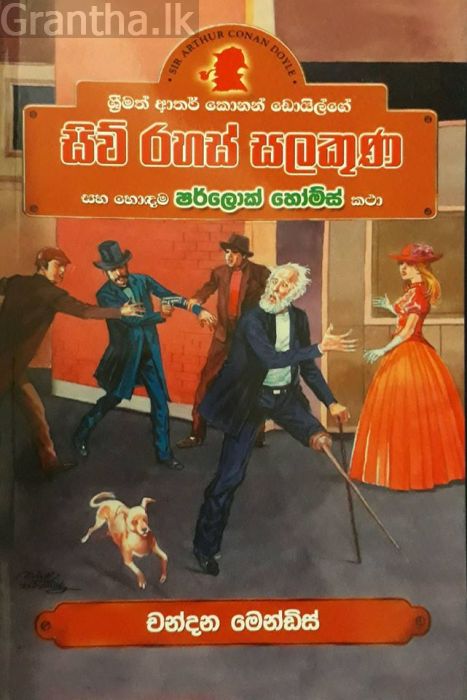 Grantha.lk
SIR ARTHUR CONAN DOYLE
ශ්‍රීමත් ආතර් කොනන් ඩොයිල්ගේ
සිව් රහස් සලකුණ
සහ හොඳම ෂර්ලොක් හෝම්ස් කථා
චන්දන මෙන්ඩිස්